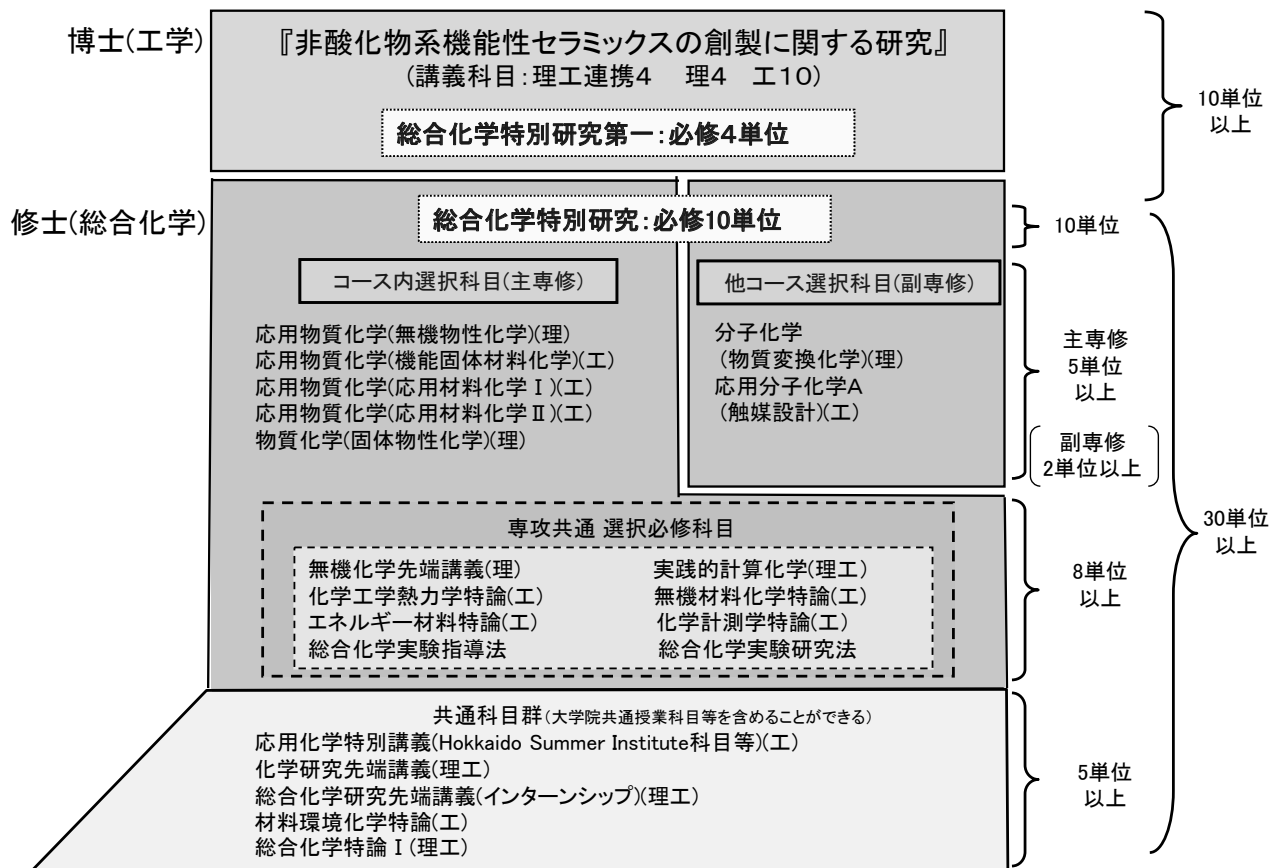 博士(工学)
『非酸化物系機能性セラミックスの創製に関する研究』
(講義科目:理工連携4 理4 工10)
総合化学特別研究第一:必修4単位
10単位
以上
修士(総合化学)
総合化学特別研究:必修10単位
10単位
コース内選択科目(主専修)
応用物質化学(無機物性化学)(理)
応用物質化学(機能固体材料化学)(工)
応用物質化学(応用材料化学Ⅰ)(工)
応用物質化学(応用材料化学Ⅱ)(工)
物質化学(固体物性化学)(理)
他コース選択科目(副専修)
分子化学
(物質変換化学)(理)
応用分子化学A
(触媒設計)(工)
主専修
5単位
以上
副専修
2単位以上
30単位
以上
専攻共通 選択必修科目
無機化学先端講義(理) 実践的計算化学(理工)
化学工学熱力学特論(工) 無機材料化学特論(工)
エネルギー材料特論(工) 化学計測学特論(工)
総合化学実験指導法 総合化学実験研究法
8単位
以上
共通科目群(大学院共通授業科目等を含めることができる)
応用化学特別講義(Hokkaido Summer Institute科目等)(工)
化学研究先端講義(理工)
総合化学研究先端講義(インターンシップ)(理工)
材料環境化学特論(工)
総合化学特論Ⅰ(理工)
5単位
以上